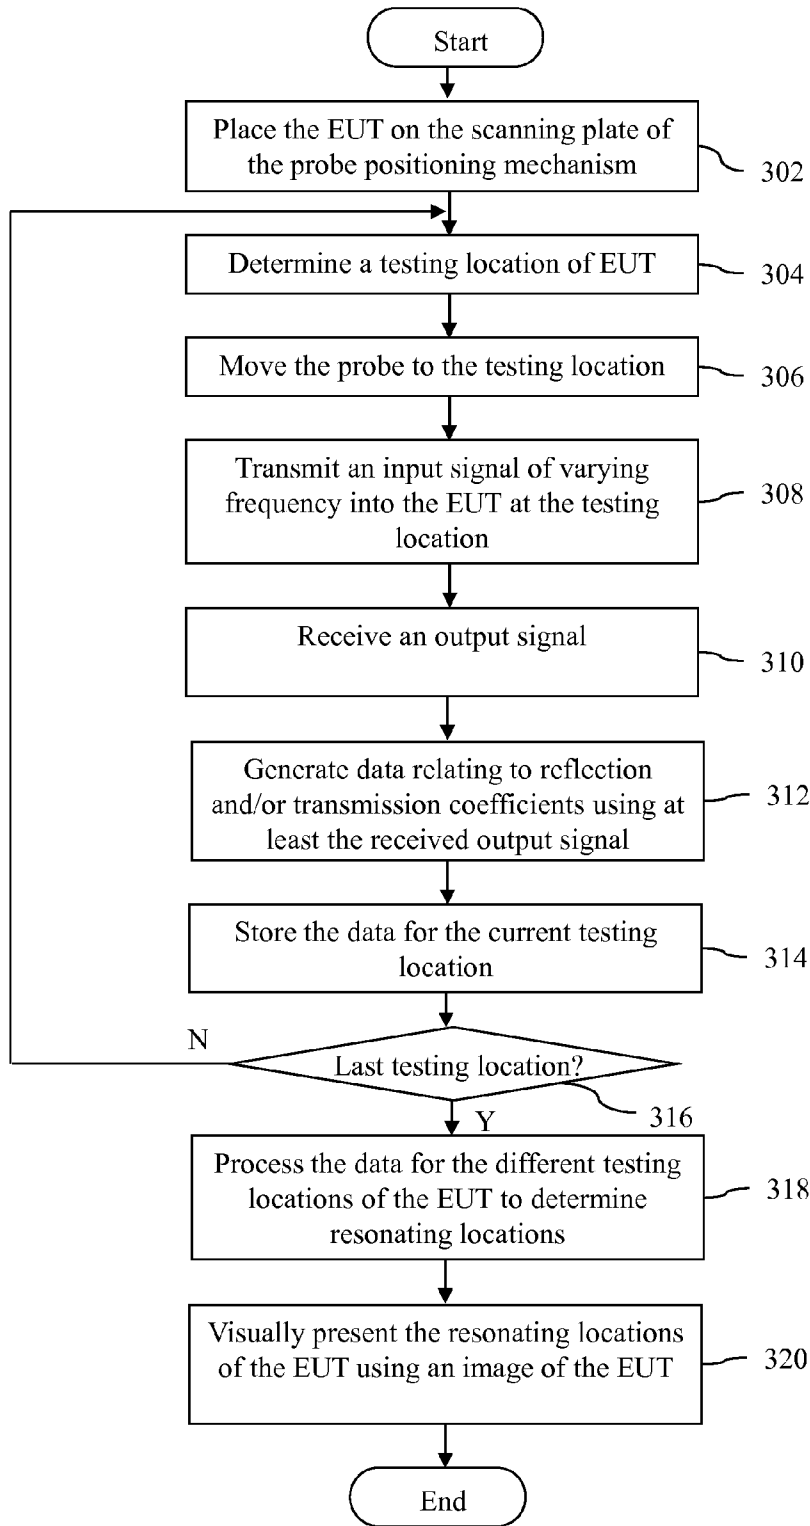 Start
Place the EUT on the scanning plate of
the probe positioning mechanism
302
Determine a testing location of EUT
304
Move the probe to the testing location
306
Transmit an input signal of varying
frequency into the EUT at the testing
location
308
Receive an output signal
310
Generate data relating to reflection
and/or transmission coefficients using at
least the received output signal
312
Store the data for the current testing
location
314
N
Last testing location?
316
Y
Process the data for the different testing
locations of the EUT to determine
resonating locations
318
Visually present the resonating locations
of the EUT using an image of the EUT
320
End